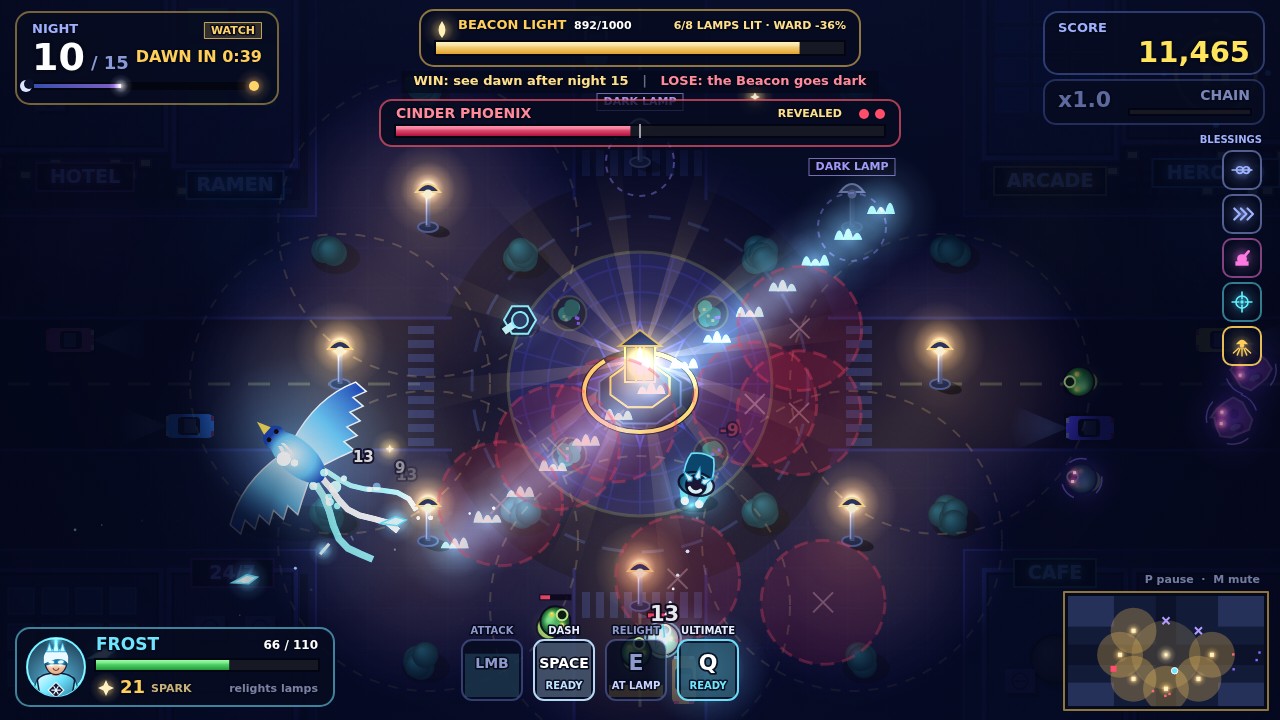 NIGHT
WATCH
10 / 15
DAWN IN 0:39
BEACON LIGHT 892/1000
6/8 LAMPS LIT · WARD -36%
WIN: see dawn after night 15 | LOSE: the Beacon goes dark
DARK LAMP
CINDER PHOENIX
REVEALED
SCORE
11,465
x1.0
CHAIN
BLESSINGS
HOTEL
RAMEN
DARK LAMP
ARCADE
-9
13
9
13
24/7
CAFE
P pause · M mute
13
FROST
66 / 110
21 SPARK
relights lamps
ATTACK
LMB
DASH
SPACE
READY
RELIGHT
E
AT LAMP
ULTIMATE
Q
READY